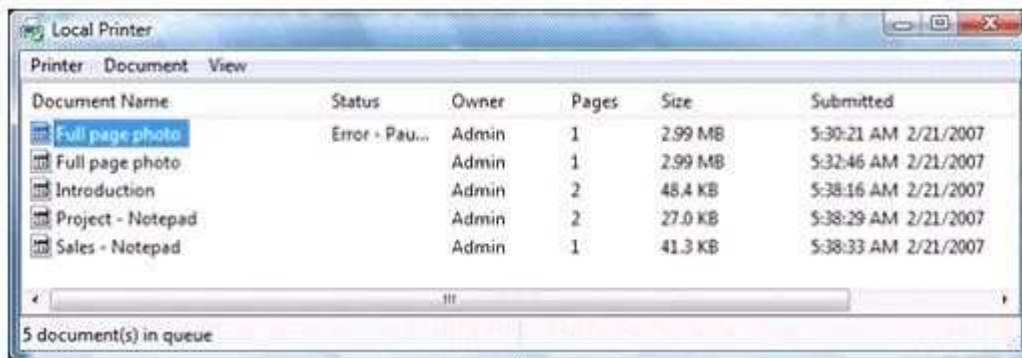 Local Printer
Printer Document View
Document Name Status Owner Pages Size Submitted
Full page photo Error - Pau... Admin 1 2.99 MB 5:30:21 AM 2/21/2007
Full page photo Admin 1 2.99 MB 5:32:46 AM 2/21/2007
Introduction Admin 2 48.4 KB 5:38:16 AM 2/21/2007
Project - Notepad Admin 2 27.0 KB 5:38:29 AM 2/21/2007
Sales - Notepad Admin 1 41.3 KB 5:38:33 AM 2/21/2007
5 document(s) in queue